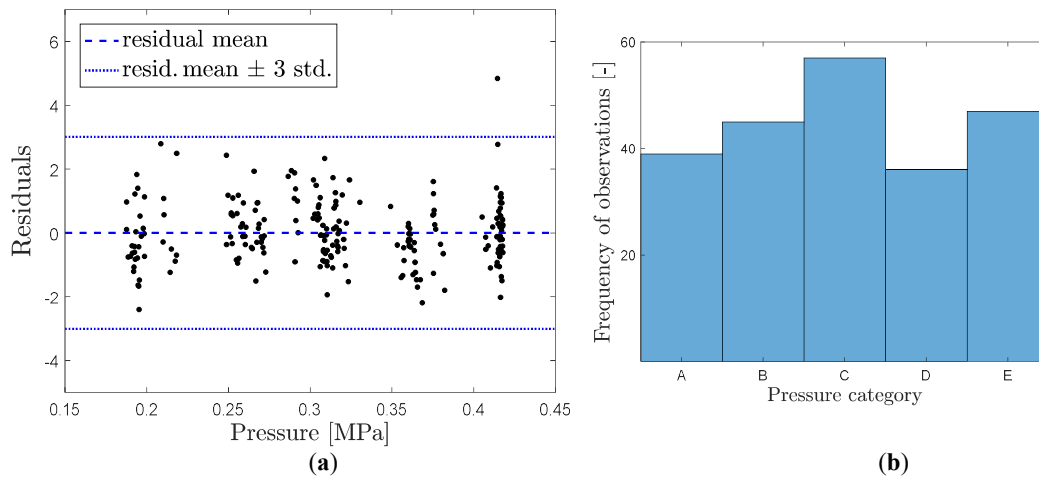 6
4
2
0
-2
-4
Residuals
residual mean
resid. mean ± 3 std.
0.15 0.2 0.25 0.3 0.35 0.4 0.45
Pressure [MPa]
(a)
60
40
20
Frequency of observations [-]
A B C D E
Pressure category
(b)